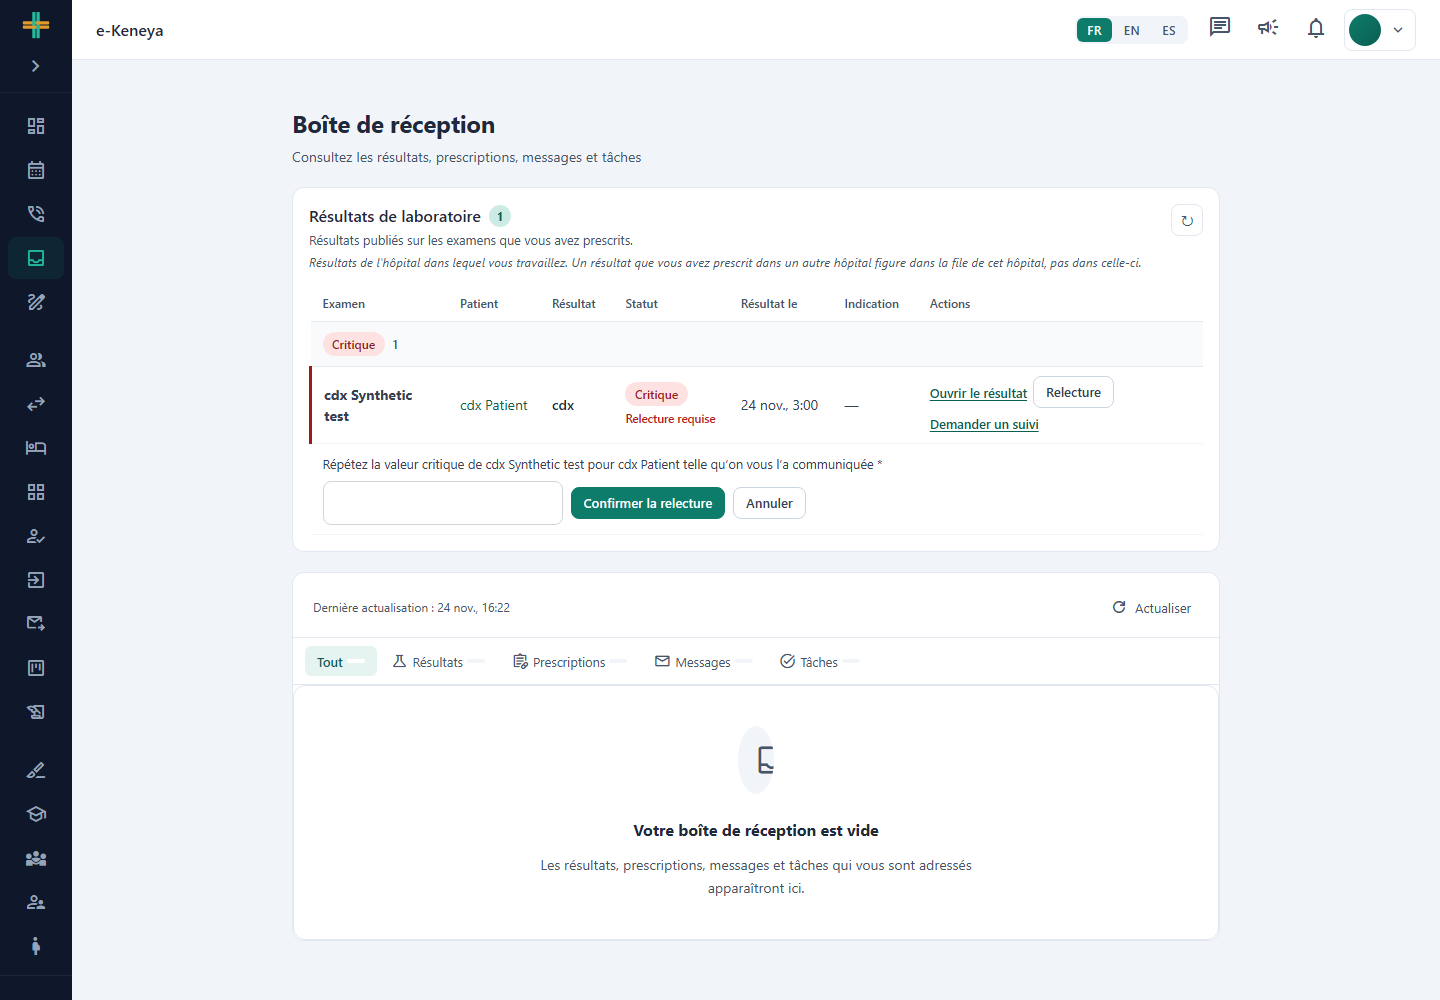 e-Keneya
FR EN ES
Boîte de réception
Consultez les résultats, prescriptions, messages et tâches
Résultats de laboratoire 1
Résultats publiés sur les examens que vous avez prescrits.
Résultats de l'hôpital dans lequel vous travaillez. Un résultat que vous avez prescrit dans un autre hôpital figure dans la file de cet hôpital, pas dans celle-ci.
Examen Patient Résultat Statut Résultat le Indication Actions
Critique 1
cdx Synthetic test cdx Patient cdx Critique 24 nov., 3:00 — Ouvrir le résultat Relecture
Relecture requise Demander un suivi
Répétez la valeur critique de cdx Synthetic test pour cdx Patient telle qu’on vous l’a communiquée *
Confirmer la relecture Annuler
Dernière actualisation : 24 nov., 16:22 Actualiser
Tout Résultats Prescriptions Messages Tâches
Votre boîte de réception est vide
Les résultats, prescriptions, messages et tâches qui vous sont adressés
apparaîtront ici.